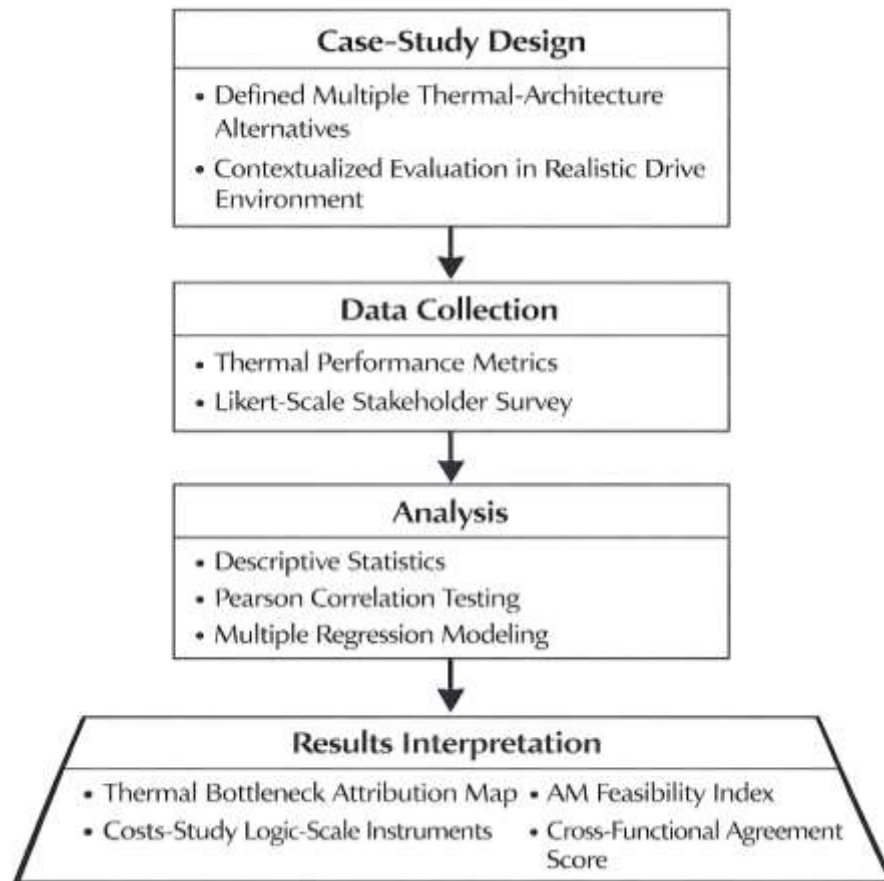 Case-Study Design
• Defined Multiple Thermal-Architecture
Alternatives
• Contextualized Evaluation in Realistic Drive
Environment
Data Collection
• Thermal Performance Metrics
• Likert-Scale Stakeholder Survey
Analysis
• Descriptive Statistics
• Pearson Correlation Testing
• Multiple Regression Modeling
Results Interpretation
• Thermal Bottleneck Attribution Map
• Costs-Study Logic-Scale Instruments
• AM Feasibility Index
• Cross-Functional Agreement
Score